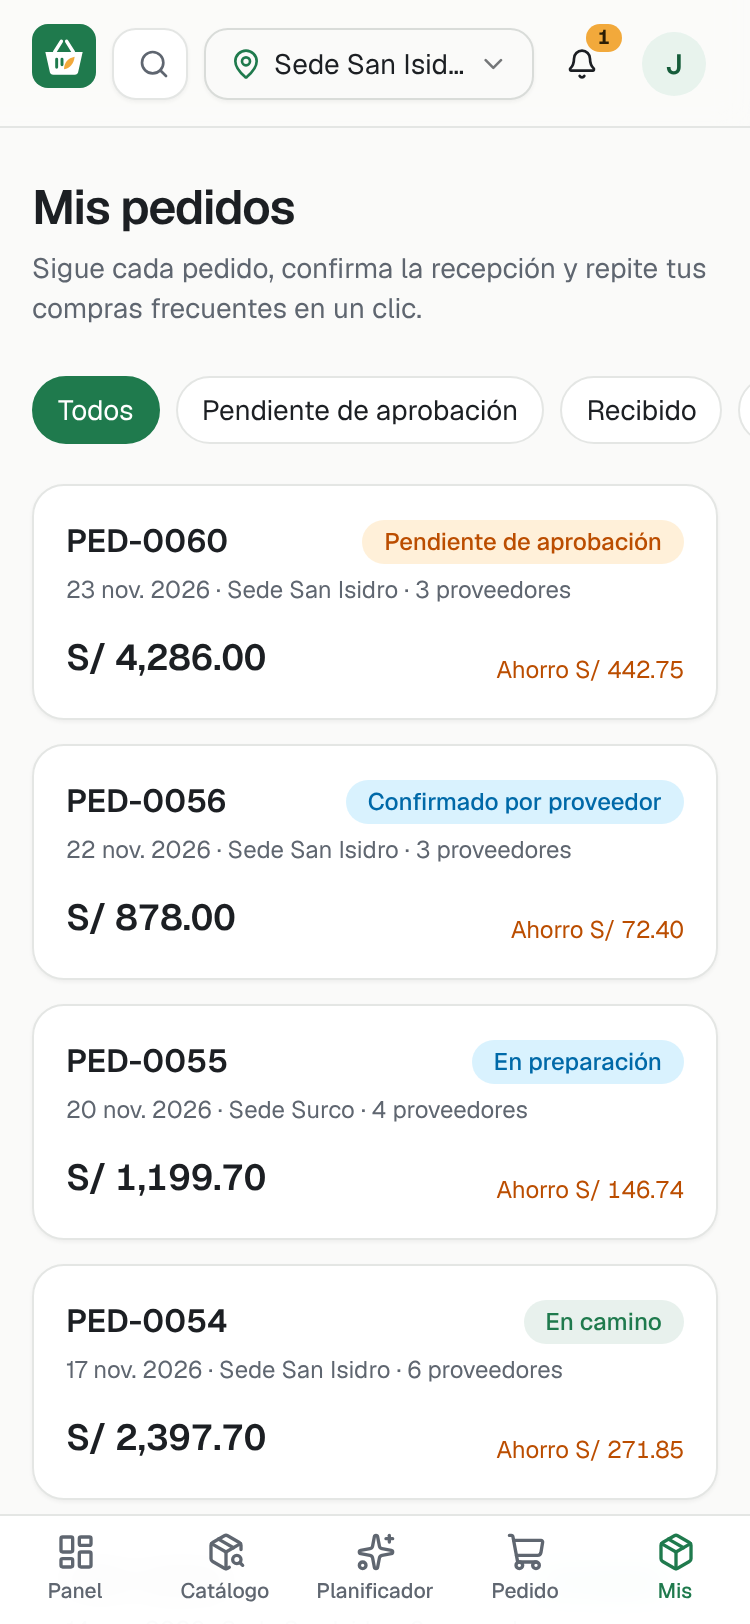 Sede San Isid...
1
J
Mis pedidos
Sigue cada pedido, confirma la recepción y repite tus
compras frecuentes en un clic.
Todos
Pendiente de aprobación
Recibido
PED-0060
Pendiente de aprobación
23 nov. 2026 · Sede San Isidro · 3 proveedores
S/ 4,286.00
Ahorro S/ 442.75
PED-0056
Confirmado por proveedor
22 nov. 2026 · Sede San Isidro · 3 proveedores
S/ 878.00
Ahorro S/ 72.40
PED-0055
En preparación
20 nov. 2026 · Sede Surco · 4 proveedores
S/ 1,199.70
Ahorro S/ 146.74
PED-0054
En camino
17 nov. 2026 · Sede San Isidro · 6 proveedores
S/ 2,397.70
Ahorro S/ 271.85
Panel
Catálogo
Planificador
Pedido
Mis